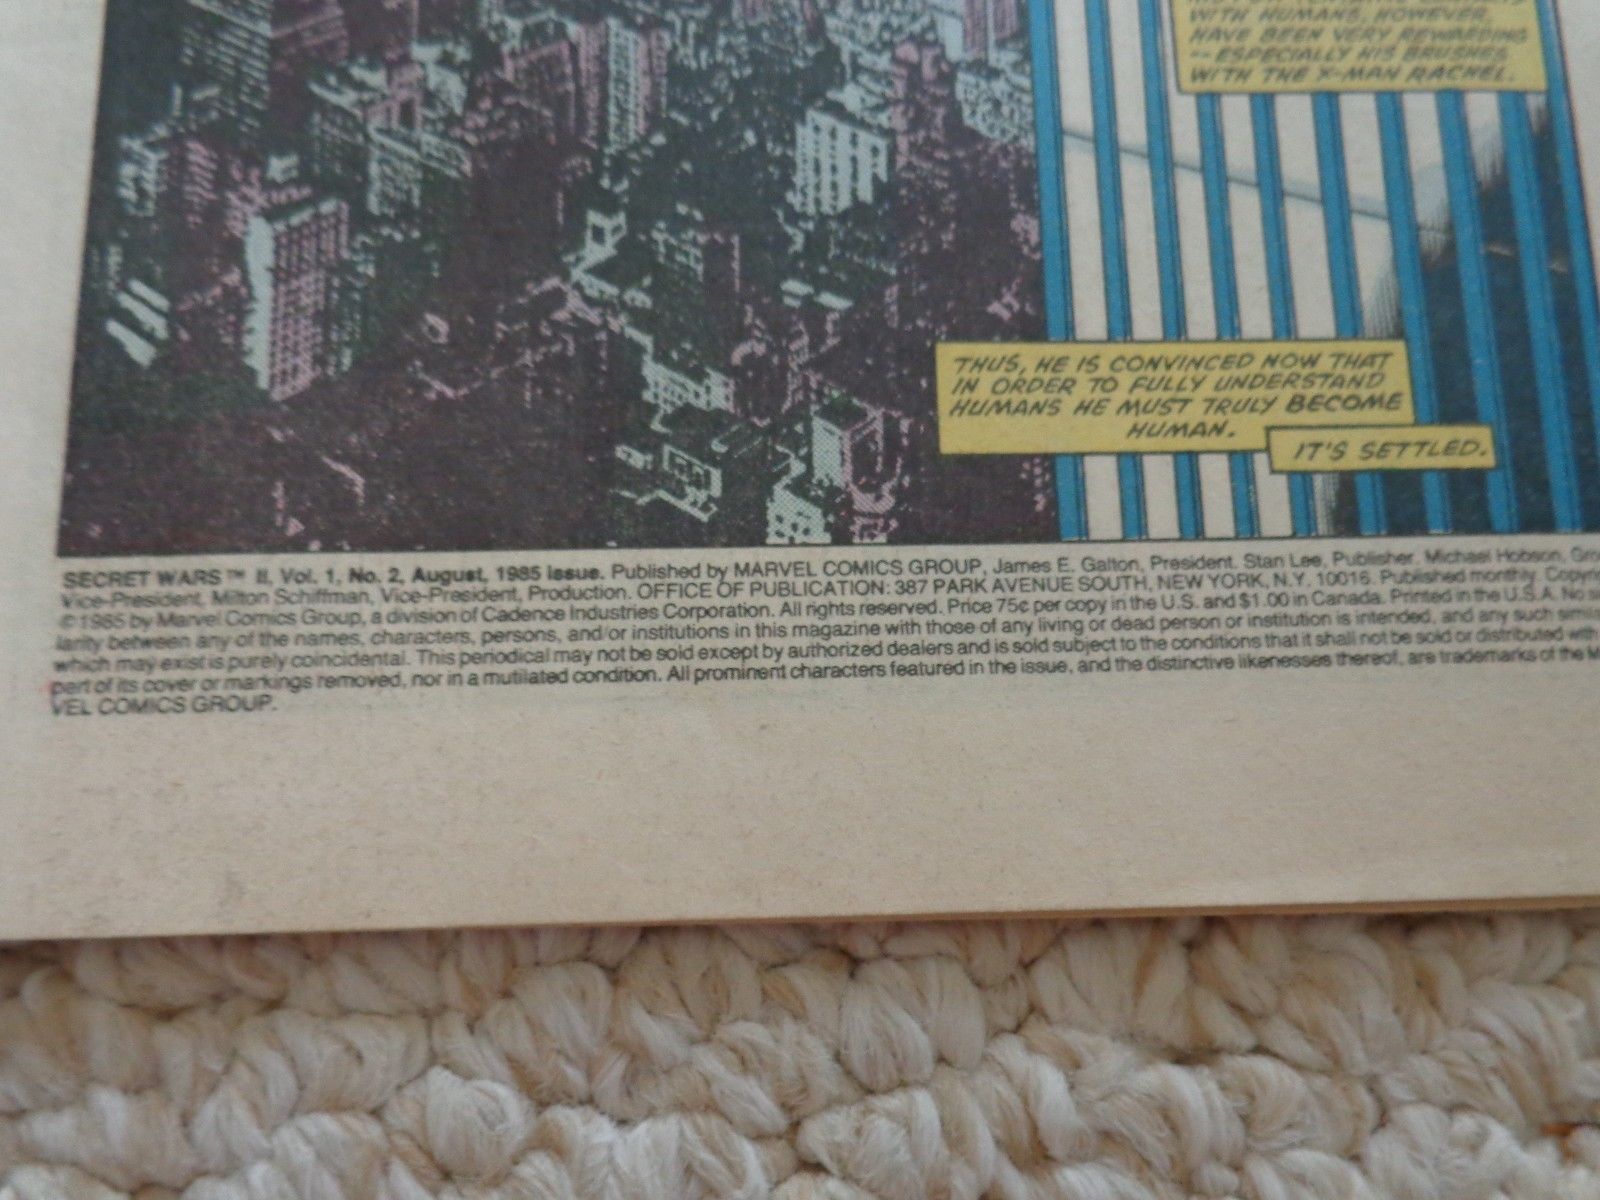 WITH HUMANS, HOWEVER,
HAVE BEEN VERY REWARDING
-- ESPECIALLY HIS BRUSHES
WITH THE X-MAN RACHEL.
THUS, HE IS CONVINCED NOW THAT
IN ORDER TO FULLY UNDERSTAND
HUMANS HE MUST TRULY BECOME
HUMAN.
IT'S SETTLED.
SECRET WARS™ II, Vol. 1, No. 2, August, 1985 issue. Published by MARVEL COMICS GROUP, James E. Galton, President. Stan Lee, Publisher. Michael Hobson, Gro
Vice-President, Milton Schiffman, Vice-President, Production. OFFICE OF PUBLICATION: 387 PARK AVENUE SOUTH, NEW YORK, N.Y. 10016. Published monthly. Copyri
©1985 by Marvel Comics Group, a division of Cadence Industries Corporation. All rights reserved. Price 75¢ per copy in the U.S. and $1.00 in Canada. Printed in the U.S.A. No si
larity between any of the names, characters, persons, and/or institutions in this magazine with those of any living or dead person or institution is intended, and any such simila
which may exist is purely coincidental. This periodical may not be sold except by authorized dealers and is sold subject to the conditions that it shall not be sold or distributed with
part of its cover or markings removed, nor in a mutilated condition. All prominent characters featured in the issue, and the distinctive likenesses thereof, are trademarks of the M
VEL COMICS GROUP.